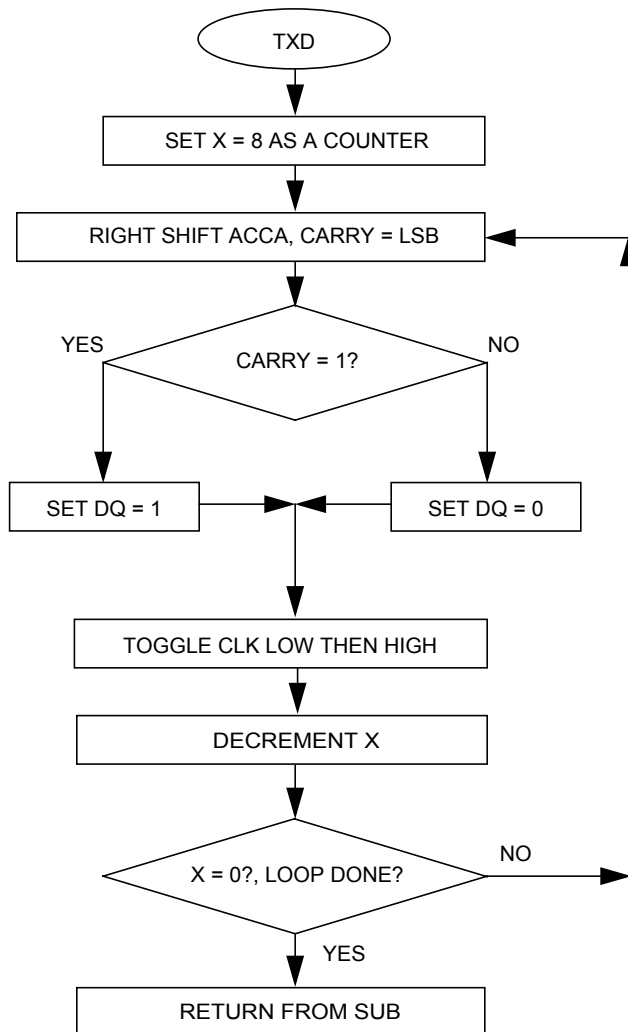 TXD
SET X = 8 AS A COUNTER
RIGHT SHIFT ACCA, CARRY = LSB
YES
CARRY = 1?
NO
SET DQ = 1
SET DQ = 0
TOGGLE CLK LOW THEN HIGH
DECREMENT X
X = 0?, LOOP DONE?
NO
YES
RETURN FROM SUB